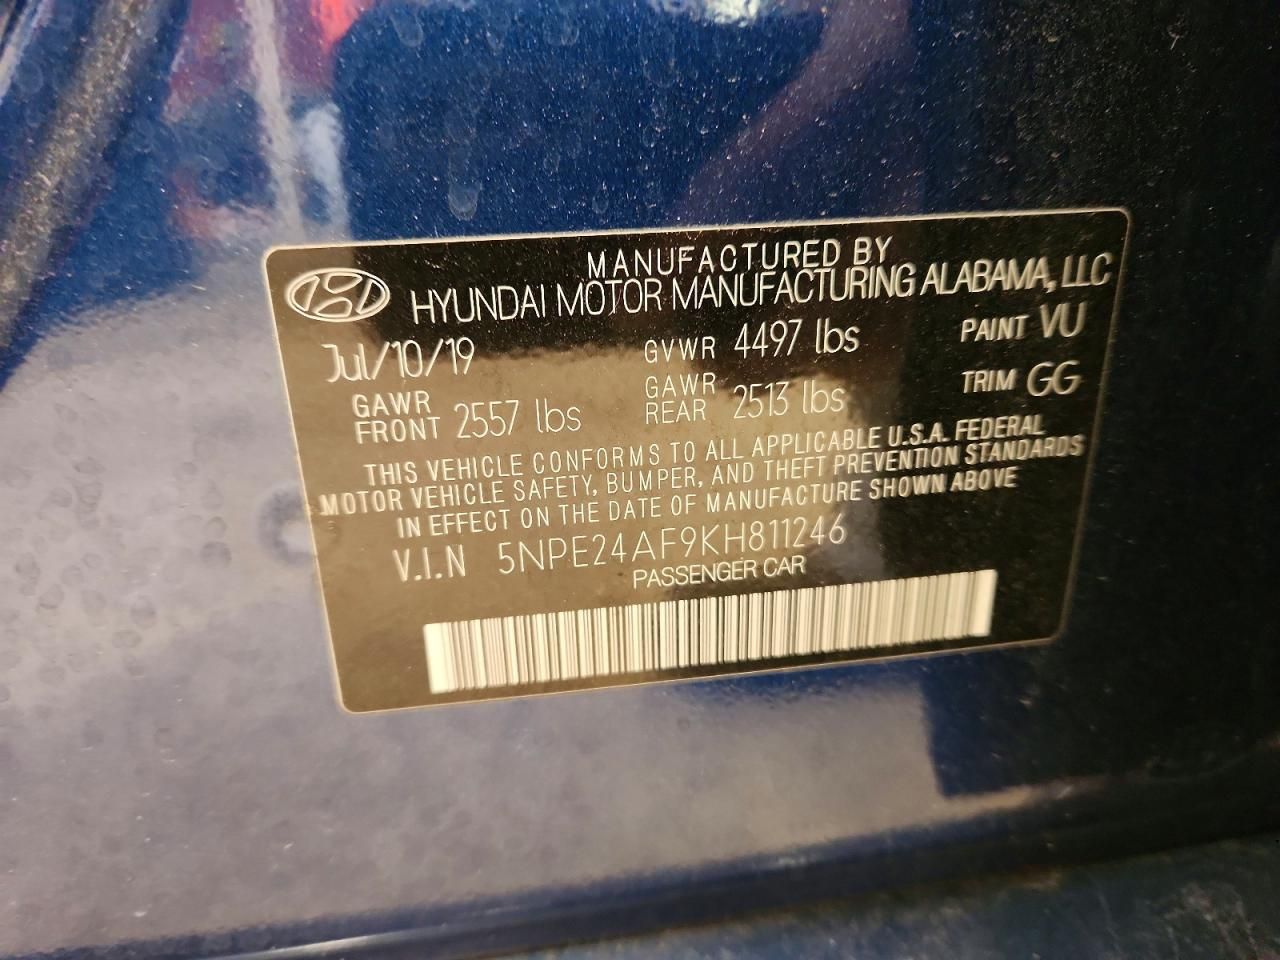 MANUFACTURED BY
HYUNDAI MOTOR MANUFACTURING ALABAMA, LLC
Jul/10/19 GVWR 4497 lbs PAINT VU
GAWR FRONT 2557 lbs GAWR REAR 2513 lbs TRIM GG
THIS VEHICLE CONFORMS TO ALL APPLICABLE U.S.A. FEDERAL
MOTOR VEHICLE SAFETY, BUMPER, AND THEFT PREVENTION STANDARDS
IN EFFECT ON THE DATE OF MANUFACTURE SHOWN ABOVE
V.I.N 5NPE24AF9KH811246
PASSENGER CAR